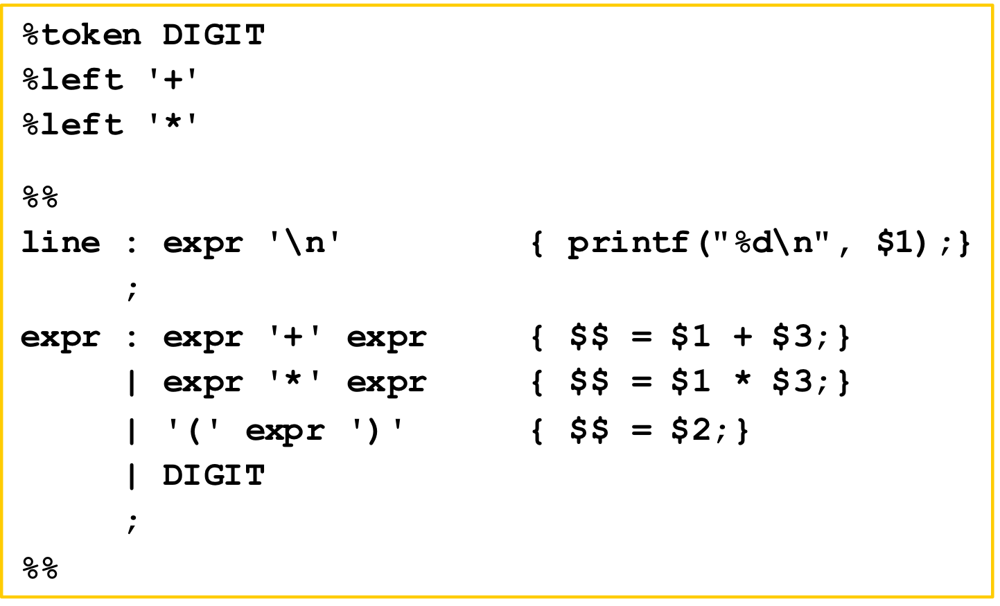 %token DIGIT
%left '+'
%left '*'
%%
line : expr '\n' { printf("%d\n", $1);}
;
expr : expr '+' expr { $$ = $1 + $3;}
| expr '*' expr { $$ = $1 * $3;}
| '(' expr ')' { $$ = $2;}
| DIGIT
;
%%